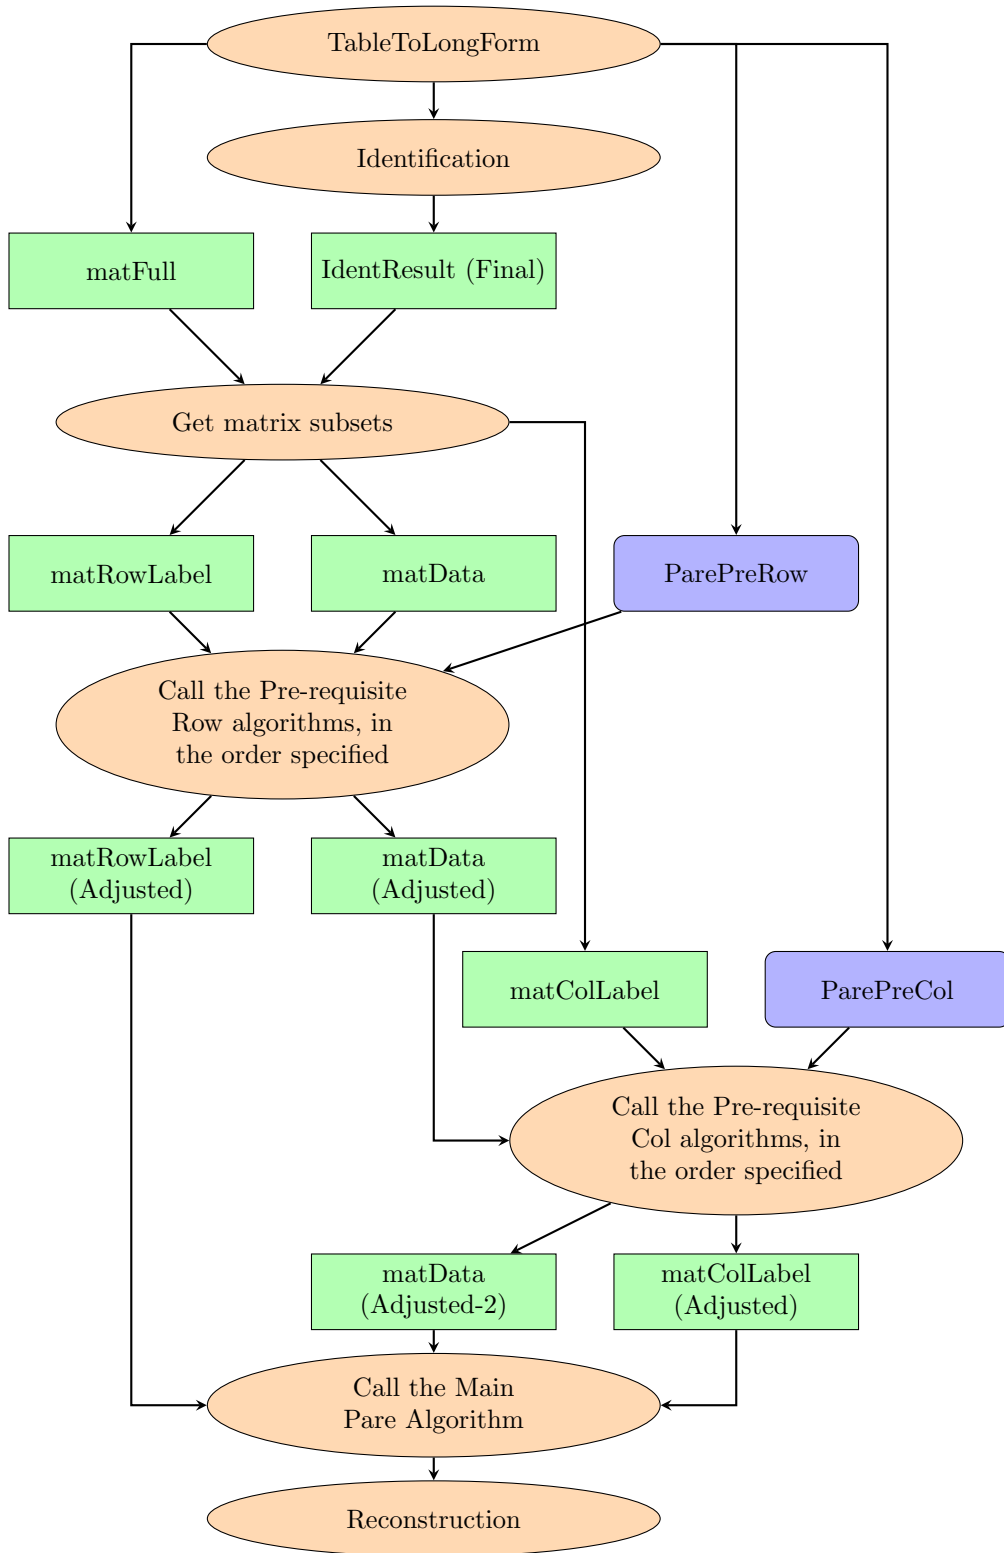 TableToLongForm
Identification
matFull
IdentResult (Final)
Get matrix subsets
matRowLabel
matData
ParePreRow
Call the Pre-requisite
Row algorithms, in
the order specified
matRowLabel
(Adjusted)
matData
(Adjusted)
matColLabel
ParePreCol
Call the Pre-requisite
Col algorithms, in
the order specified
matData
(Adjusted-2)
matColLabel
(Adjusted)
Call the Main
Pare Algorithm
Reconstruction